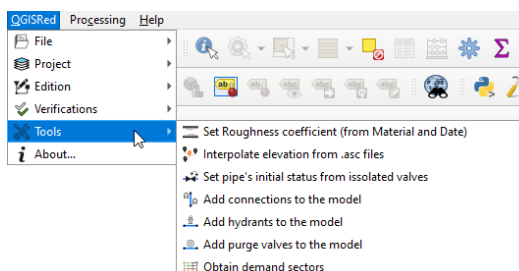 QGISRed Processing Help
File
Project
Edition
Verifications
Tools
About...
Set Roughness coefficient (from Material and Date)
Interpolate elevation from .asc files
Set pipe's initial status from issolated valves
Add connections to the model
Add hydrants to the model
Add purge valves to the model
Obtain demand sectors